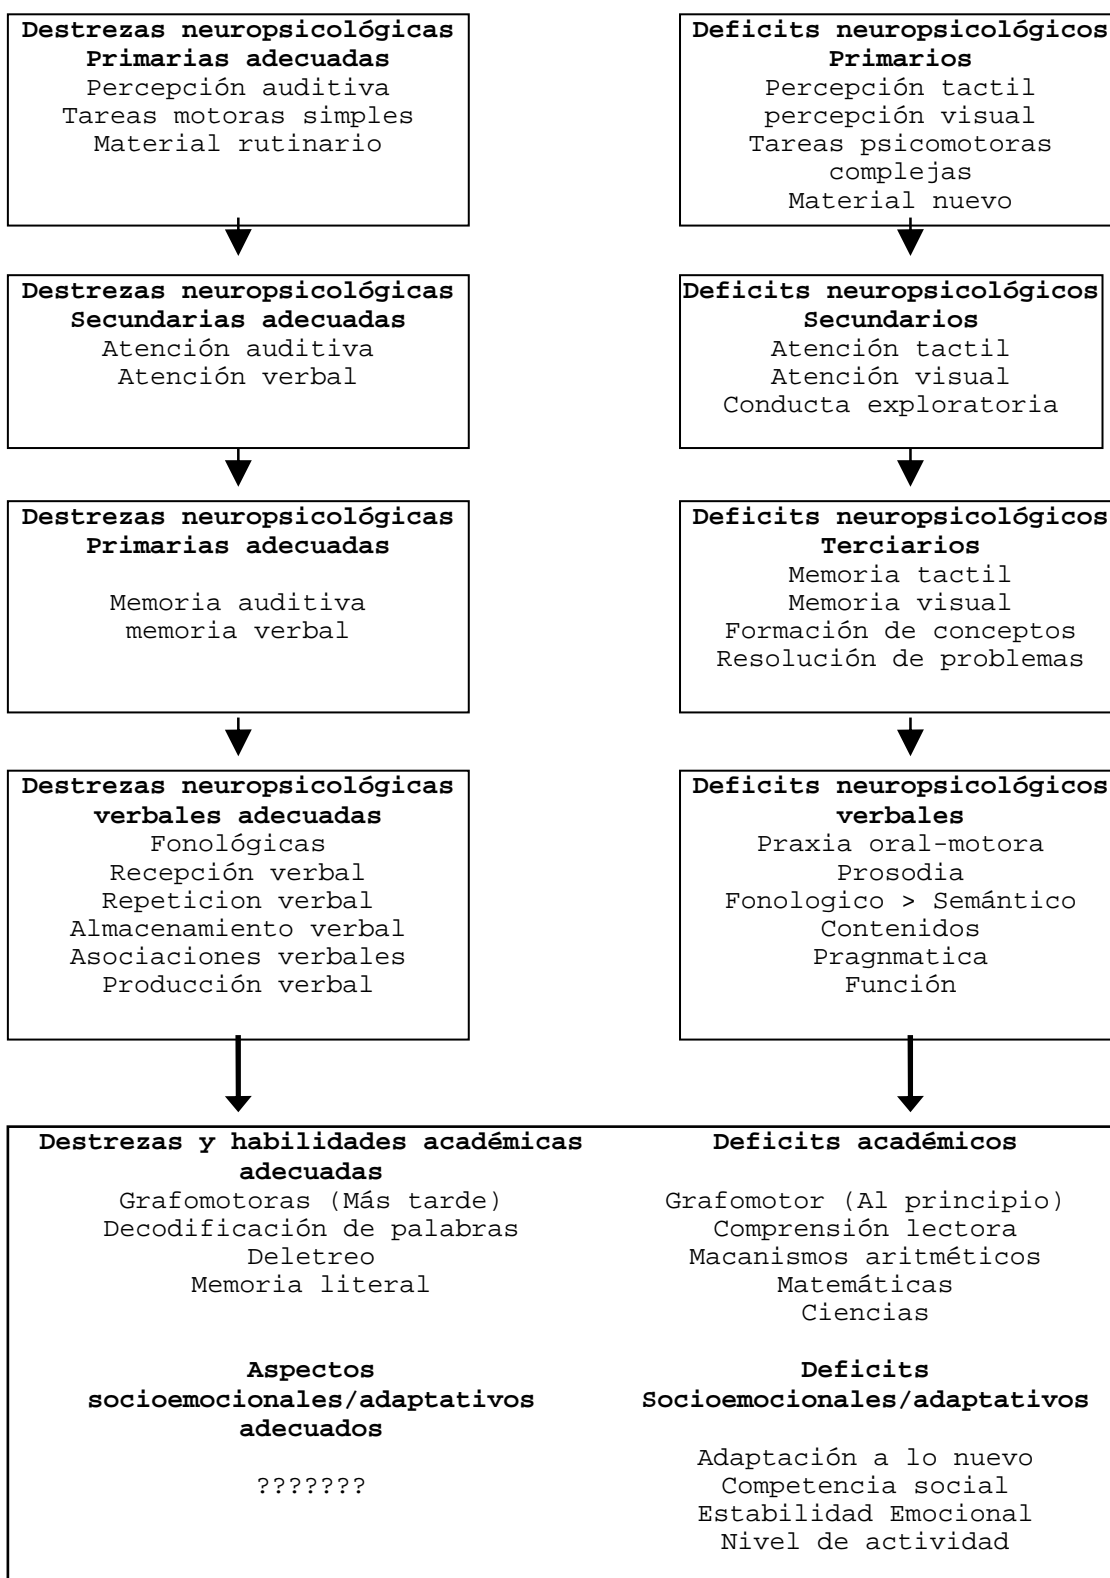 Destrezas neuropsicológicas
Primarias adecuadas
Percepción auditiva
Tareas motoras simples
Material rutinario
Deficits neuropsicológicos
Primarios
Percepción tactil
percepción visual
Tareas psicomotoras
complejas
Material nuevo
Destrezas neuropsicológicas
Secundarias adecuadas
Atención auditiva
Atención verbal
Deficits neuropsicológicos
Secundarios
Atención tactil
Atención visual
Conducta exploratoria
Destrezas neuropsicológicas
Primarias adecuadas
Memoria auditiva
memoria verbal
Deficits neuropsicológicos
Terciarios
Memoria tactil
Memoria visual
Formación de conceptos
Resolución de problemas
Destrezas neuropsicológicas
verbales adecuadas
Fonológicas
Recepción verbal
Repeticion verbal
Almacenamiento verbal
Asociaciones verbales
Producción verbal
Deficits neuropsicológicos
verbales
Praxia oral-motora
Prosodia
Fonologico > Semántico
Contenidos
Pragnmatica
Función
Destrezas y habilidades académicas
adecuadas
Grafomotoras (Más tarde)
Decodificación de palabras
Deletreo
Memoria literal
Deficits académicos
Grafomotor (Al principio)
Comprensión lectora
Macanismos aritméticos
Matemáticas
Ciencias
Aspectos
socioemocionales/adaptativos
adecuados
???????
Deficits
Socioemocionales/adaptativos
Adaptación a lo nuevo
Competencia social
Estabilidad Emocional
Nivel de actividad